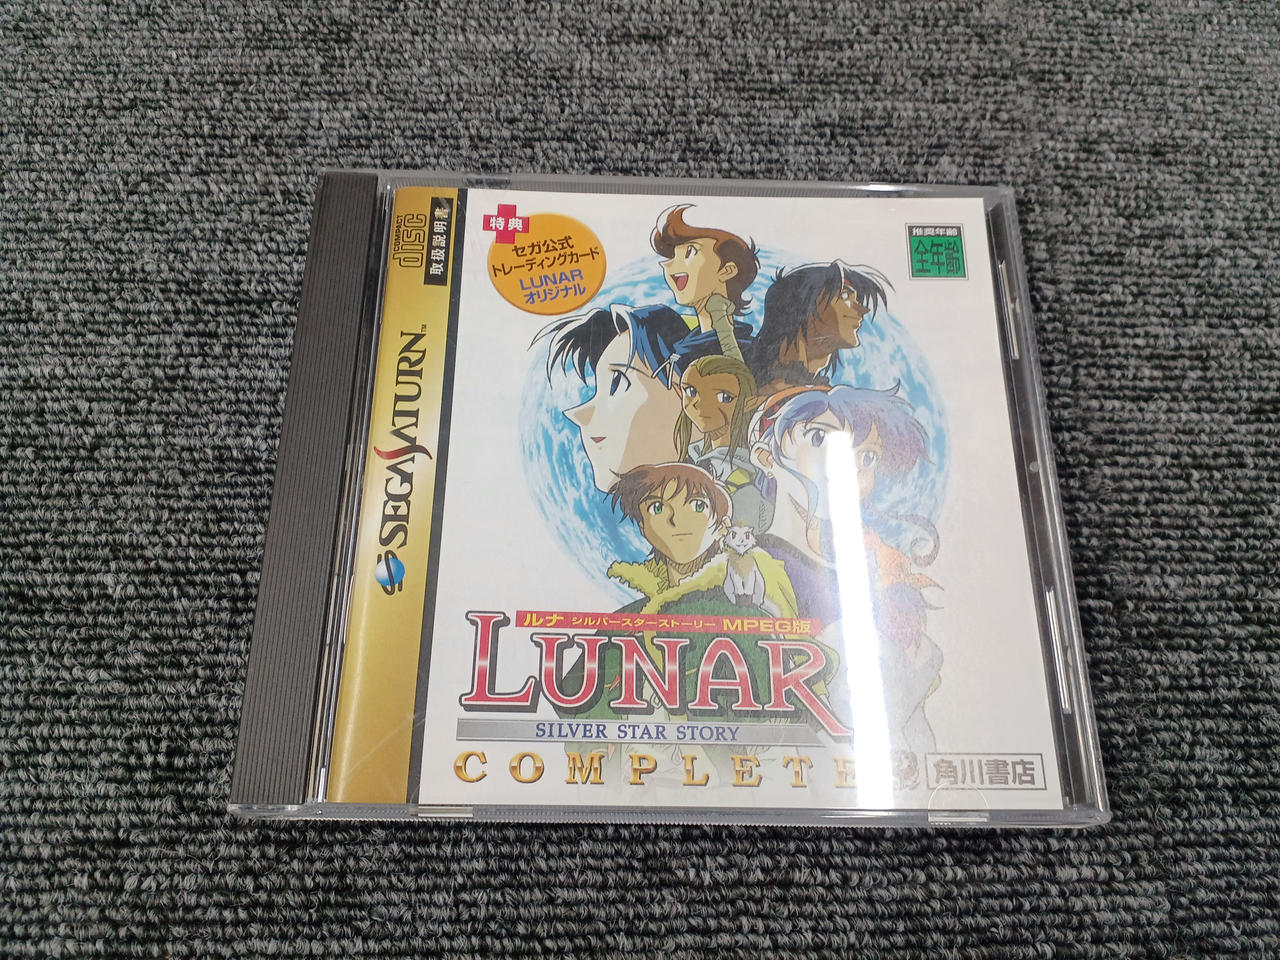 COMPACT
disc
取扱説明書
SEGA SATURN™
特典
セガ公式
トレーディングカード
LUNAR
オリジナル
推奨年齢
全年齢
ルナ シルバースターストーリー MPEG版
LUNAR
SILVER STAR STORY
COMPLETE
角川書店